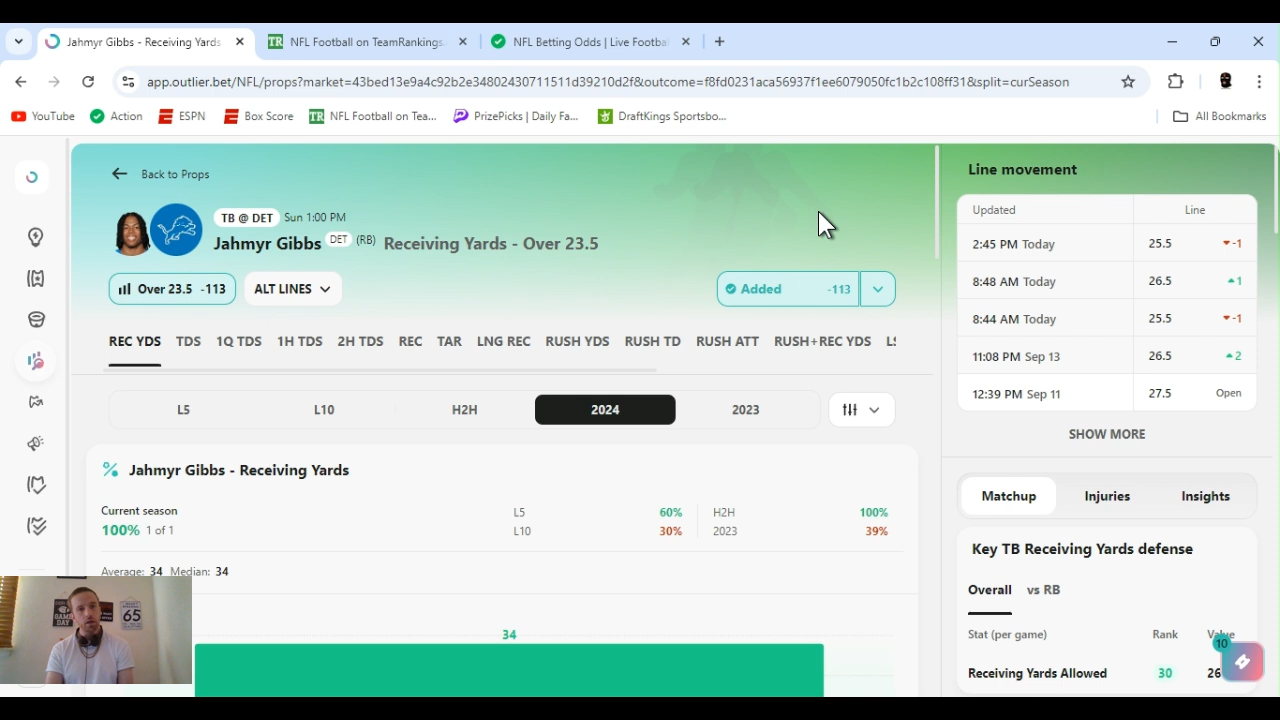 Jahmyr Gibbs - Receiving Yards
NFL Football on TeamRankings.
NFL Betting Odds | Live Footba
app.outlier.bet/NFL/props?market=43bed13e9a4c92b2e34802430711511d39210d2f&outcome=f8fd0231aca56937f1ee6079050fc1b2c108ff31&split=curSeason
YouTube
Action
ESPN
Box Score
TR
NFL Football on Tea...
PrizePicks | Daily Fa...
DraftKings Sportsbo...
All Bookmarks
Back to Props
TB @ DET Sun 1:00 PM
Jahmyr Gibbs DET (RB) Receiving Yards - Over 23.5
Over 23.5 -113
ALT LINES
Added -113
REC YDS TDS 1Q TDS 1H TDS 2H TDS REC TAR LNG REC RUSH YDS RUSH TD RUSH ATT RUSH+REC YDS
L5 L10 H2H 2024 2023
Jahmyr Gibbs - Receiving Yards
Current season
100% 1 of 1
L5 60%
L10 30%
H2H 100%
2023 39%
Average: 34 Median: 34
34
Line movement
Updated Line
2:45 PM Today 25.5 -1
8:48 AM Today 26.5 1
8:44 AM Today 25.5 -1
11:08 PM Sep 13 26.5 2
12:39 PM Sep 11 27.5 Open
SHOW MORE
Matchup Injuries Insights
Key TB Receiving Yards defense
Overall vs RB
Stat (per game) Rank Value
10
Receiving Yards Allowed 30 26
GAME
DAY
65